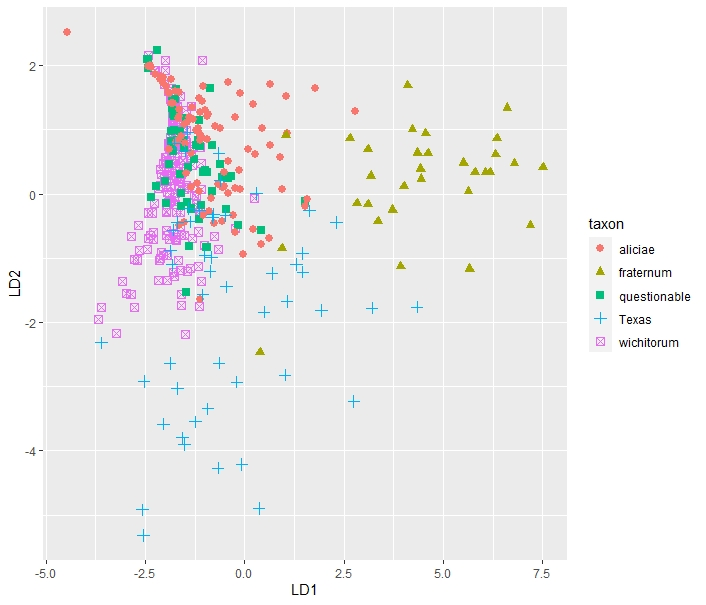 2
0
-2
-4
LD2
-5.0 -2.5 0.0 2.5 5.0 7.5
LD1
taxon
aliciae
fraternum
questionable
Texas
wichitorum